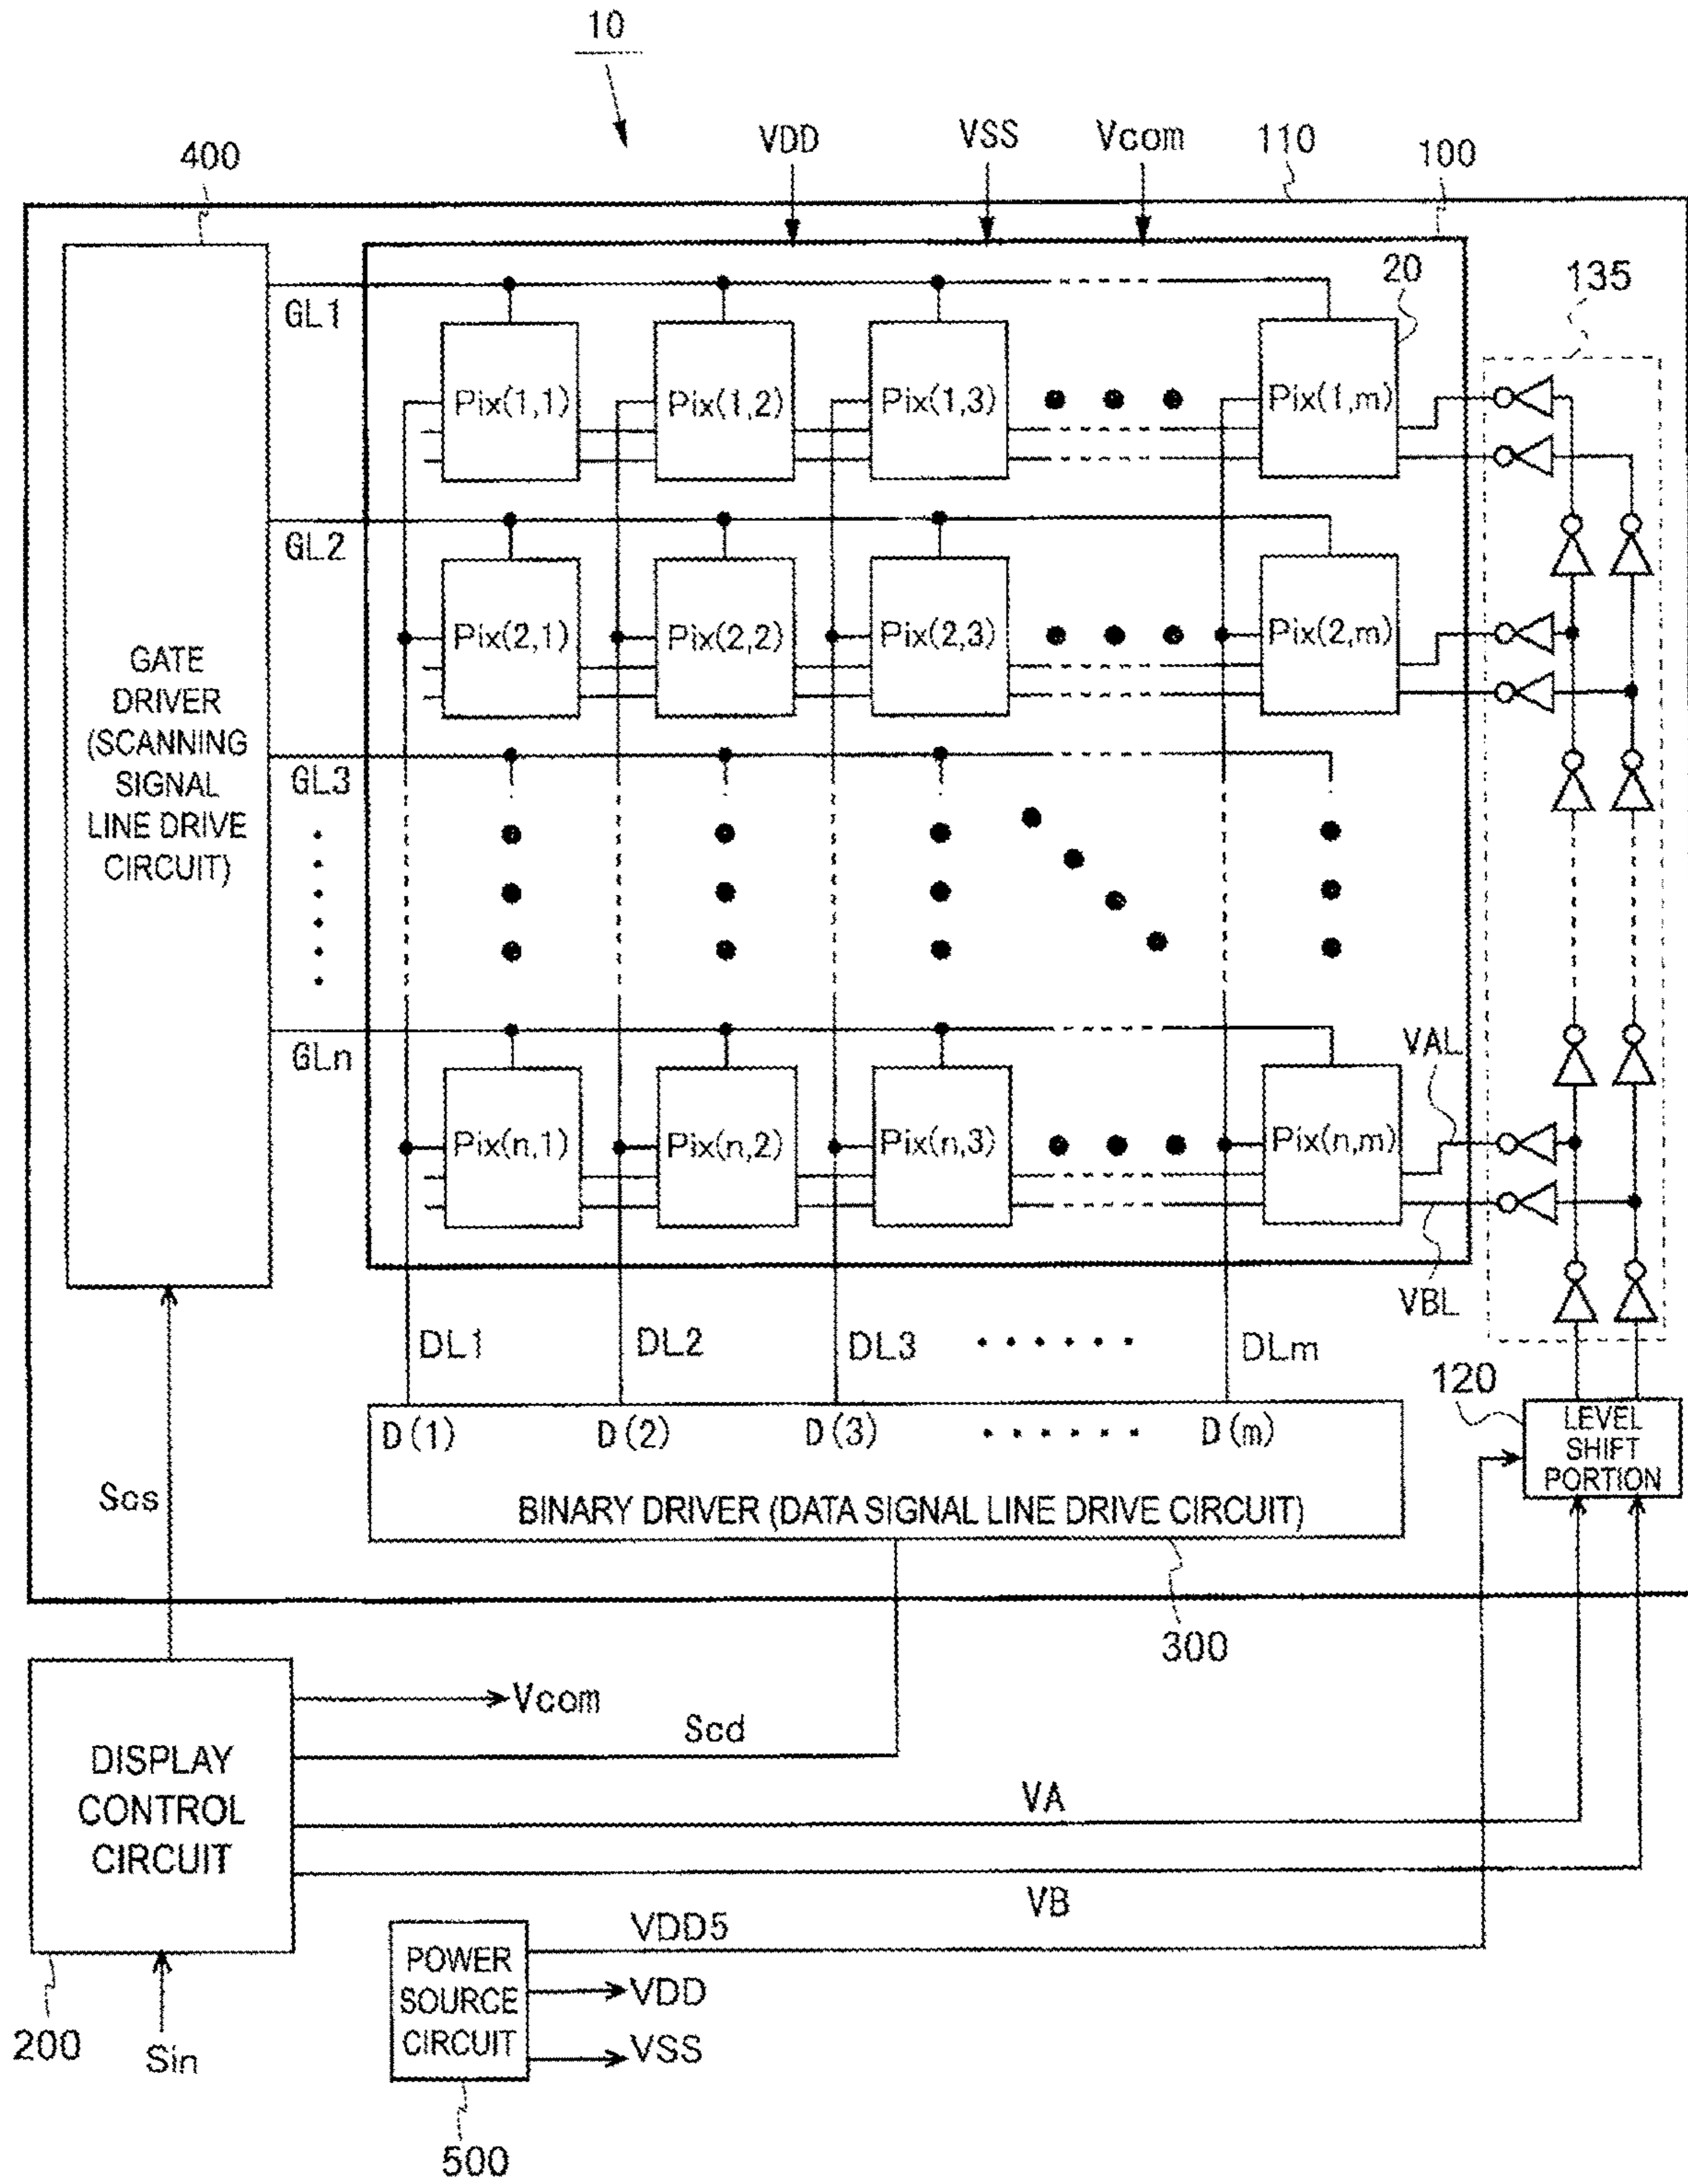 10
VDD VSS Vcom 110 100
400
20
135
GL1
Pix(1,1) Pix(1,2) Pix(1,3) Pix(1,m)
GL2
Pix(2,1) Pix(2,2) Pix(2,3) Pix(2,m)
GATE
DRIVER
(SCANNING
SIGNAL
LINE DRIVE
CIRCUIT)
GL3
GLn
VAL
Pix(n,1) Pix(n,2) Pix(n,3) Pix(n,m)
VBL
DL1 DL2 DL3 DLm
120
LEVEL
SHIFT
PORTION
D(1) D(2) D(3) D(m)
BINARY DRIVER (DATA SIGNAL LINE DRIVE CIRCUIT)
Scs
300
Vcom
Scd
DISPLAY
CONTROL
CIRCUIT
VA
VB
VDD5
POWER
SOURCE
CIRCUIT
VDD
VSS
200
Sin
500